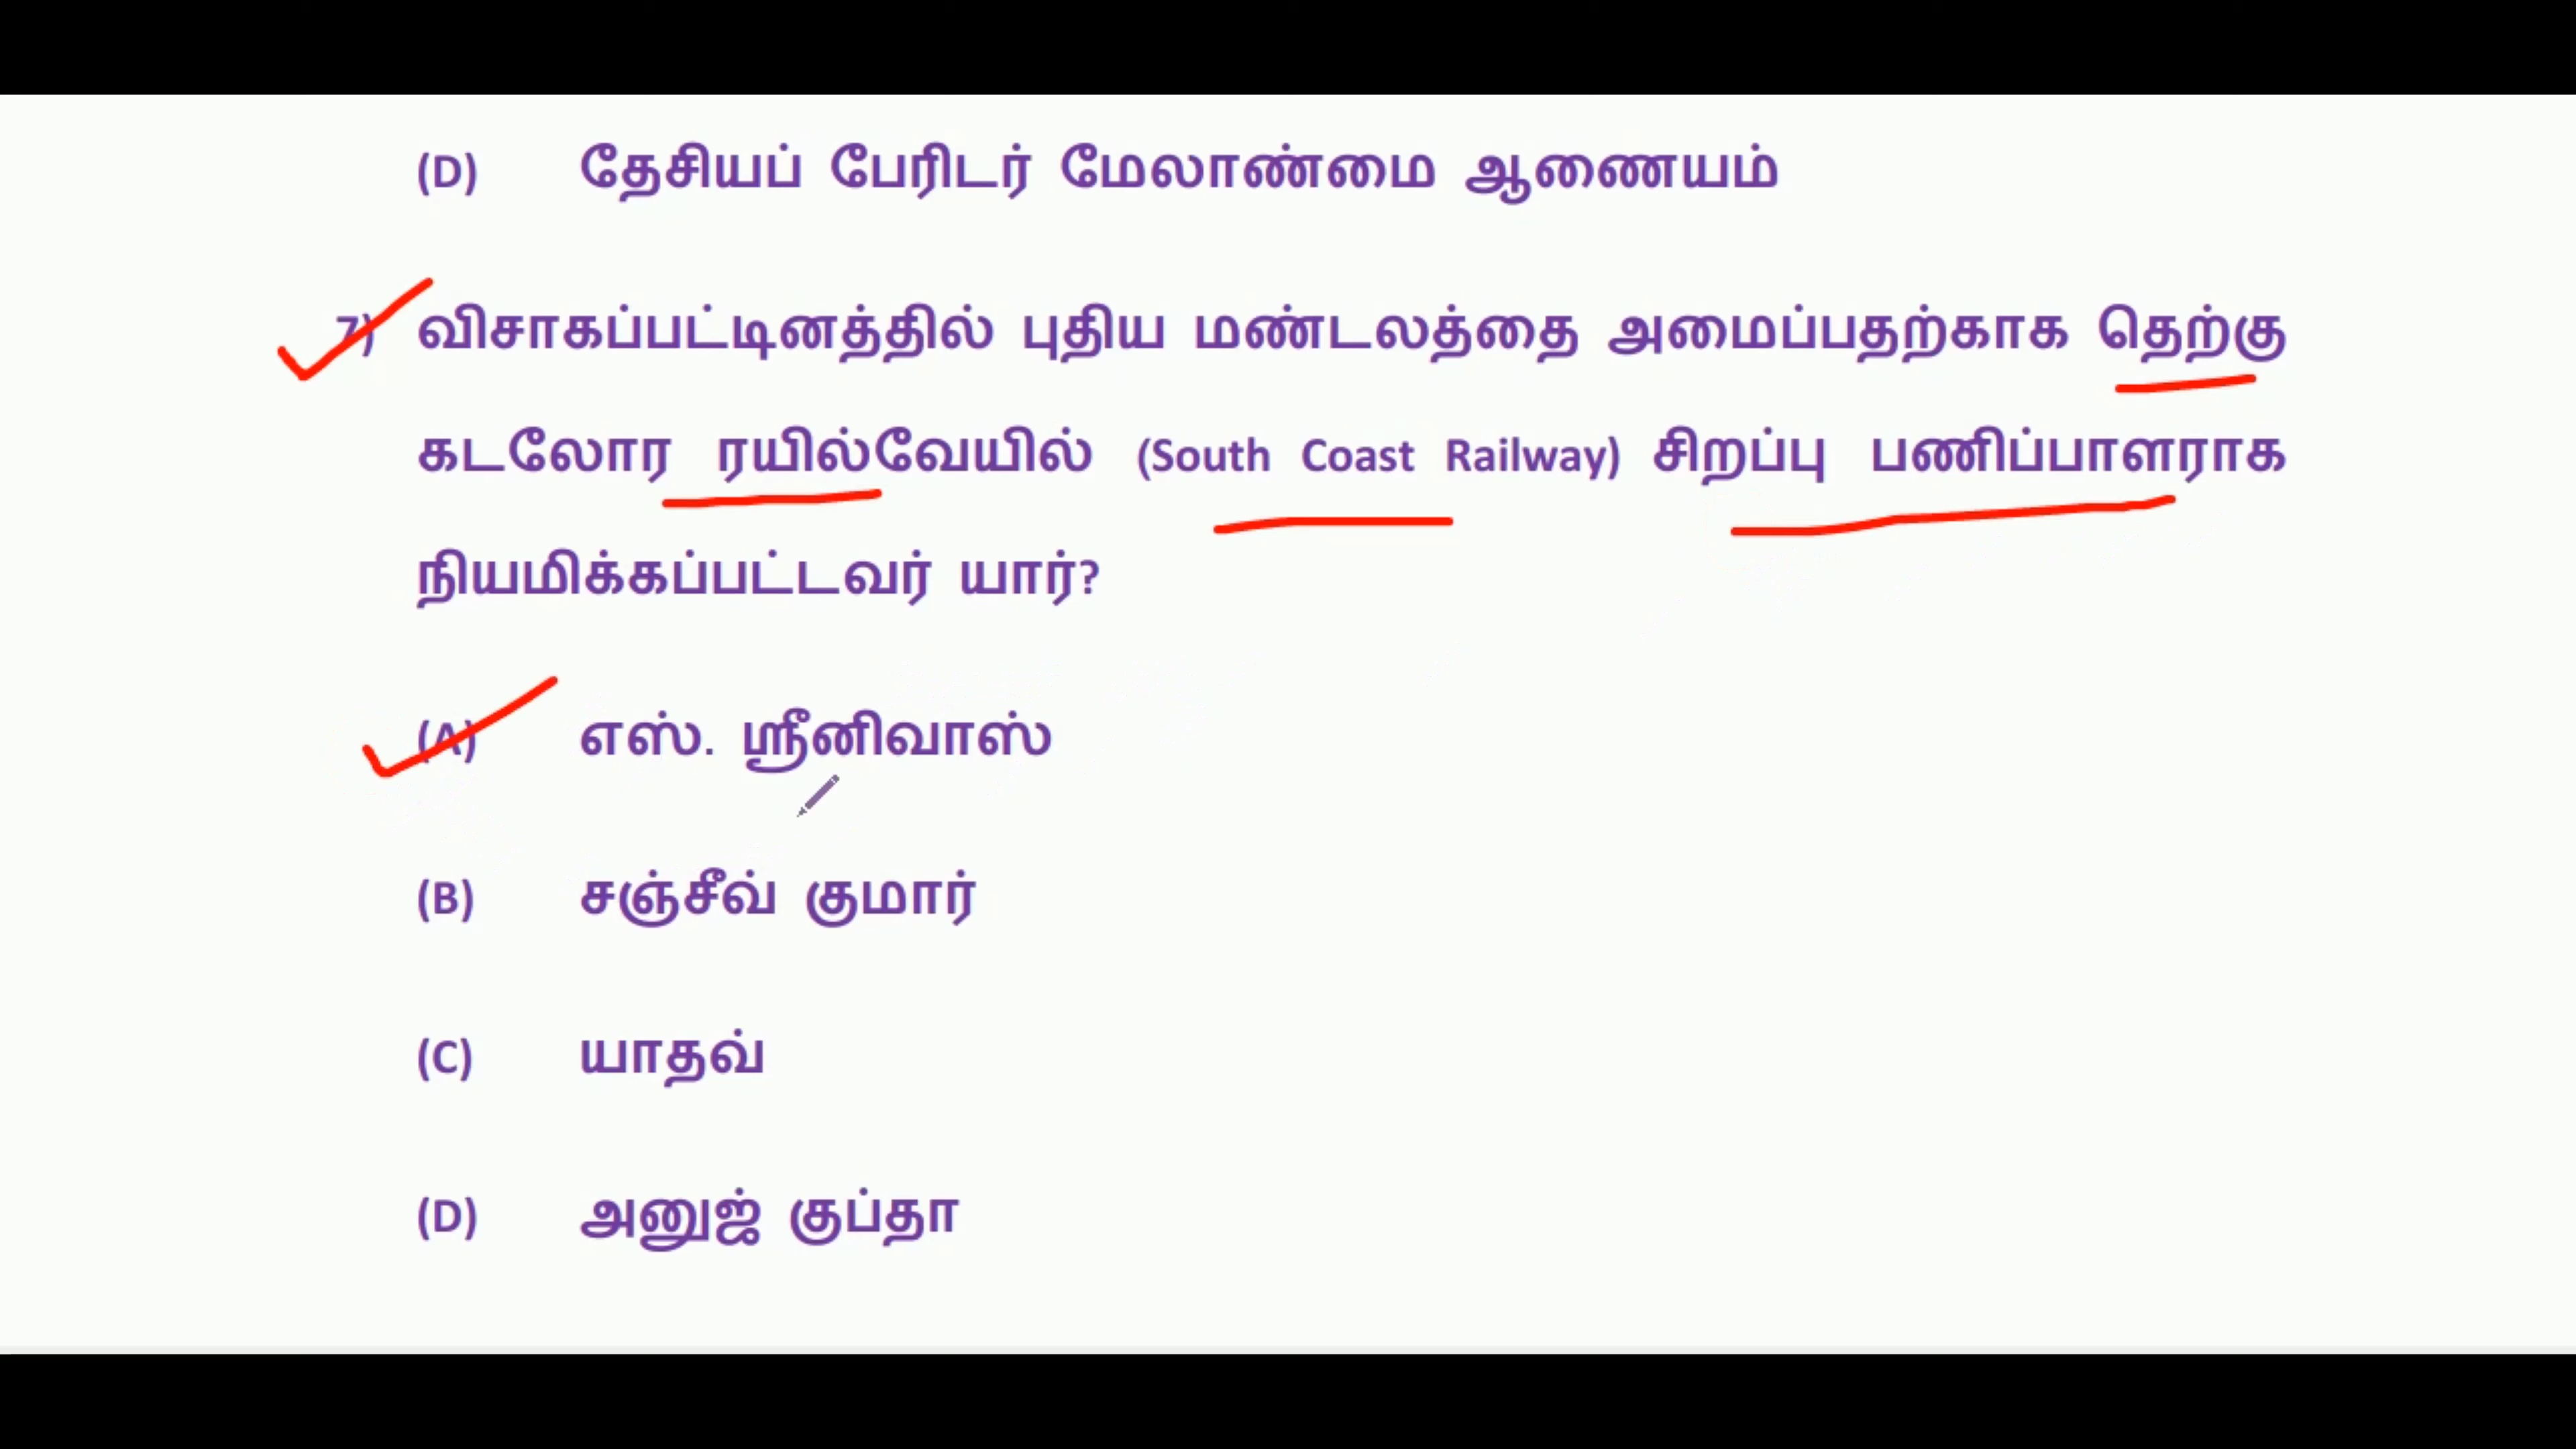 (D) தேசியப் பேரிடர் மேலாண்மை ஆணையம்
7) விசாகப்பட்டினத்தில் புதிய மண்டலத்தை அமைப்பதற்காக தெற்கு
கடலோர ரயில்வேயில் (South Coast Railway) சிறப்பு பணிப்பாளராக
நியமிக்கப்பட்டவர் யார்?
(A) எஸ். ஸ்ரீனிவாஸ்
(B) சஞ்சீவ் குமார்
(C) யாதவ்
(D) அனுஜ் குப்தா